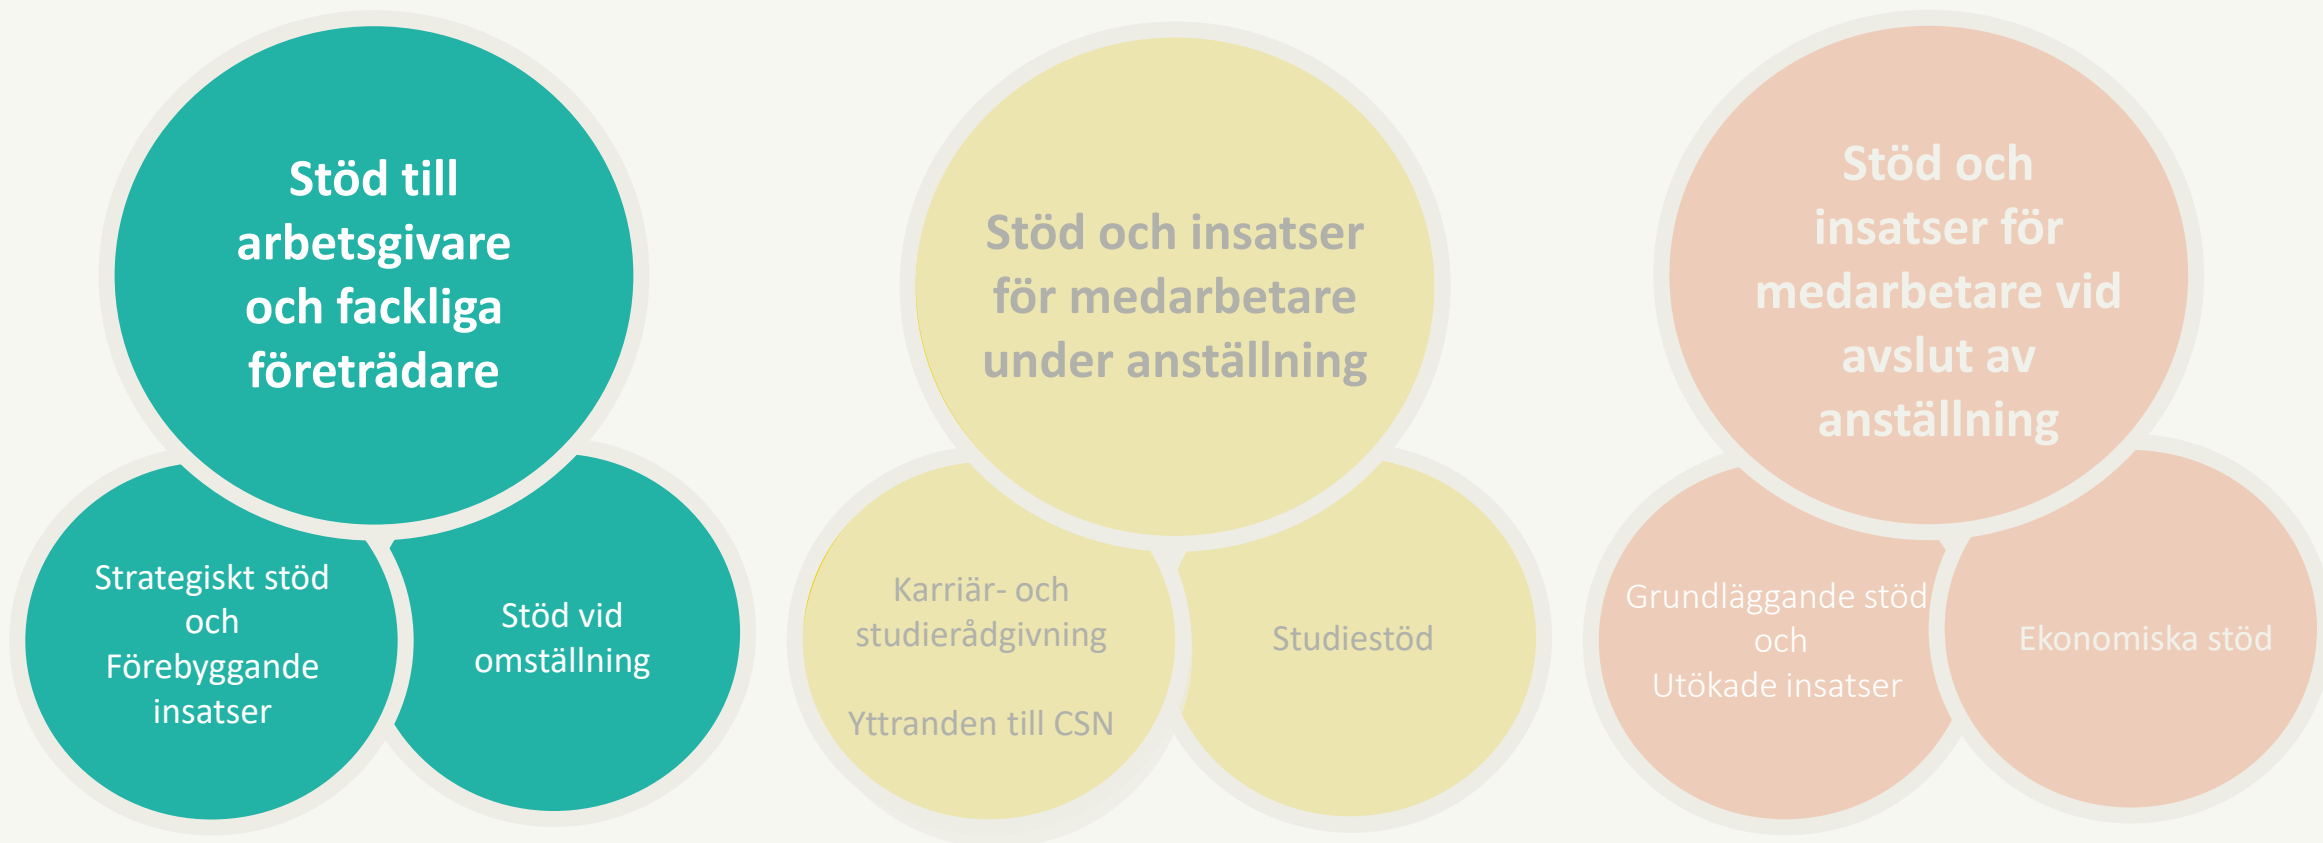 Stöd till
arbetsgivare
och fackliga
företrädare
Strategiskt stöd
och
Förebyggande
insatser
Stöd vid
omställning
Stöd och insatser
för medarbetare
under anställning
Karriär- och
studierådgivning
Yttranden till CSN
Studiestöd
Stöd och
insatser för
medarbetare vid
avslut av
anställning
Grundläggande stöd
och
Utökade insatser
Ekonomiska stöd